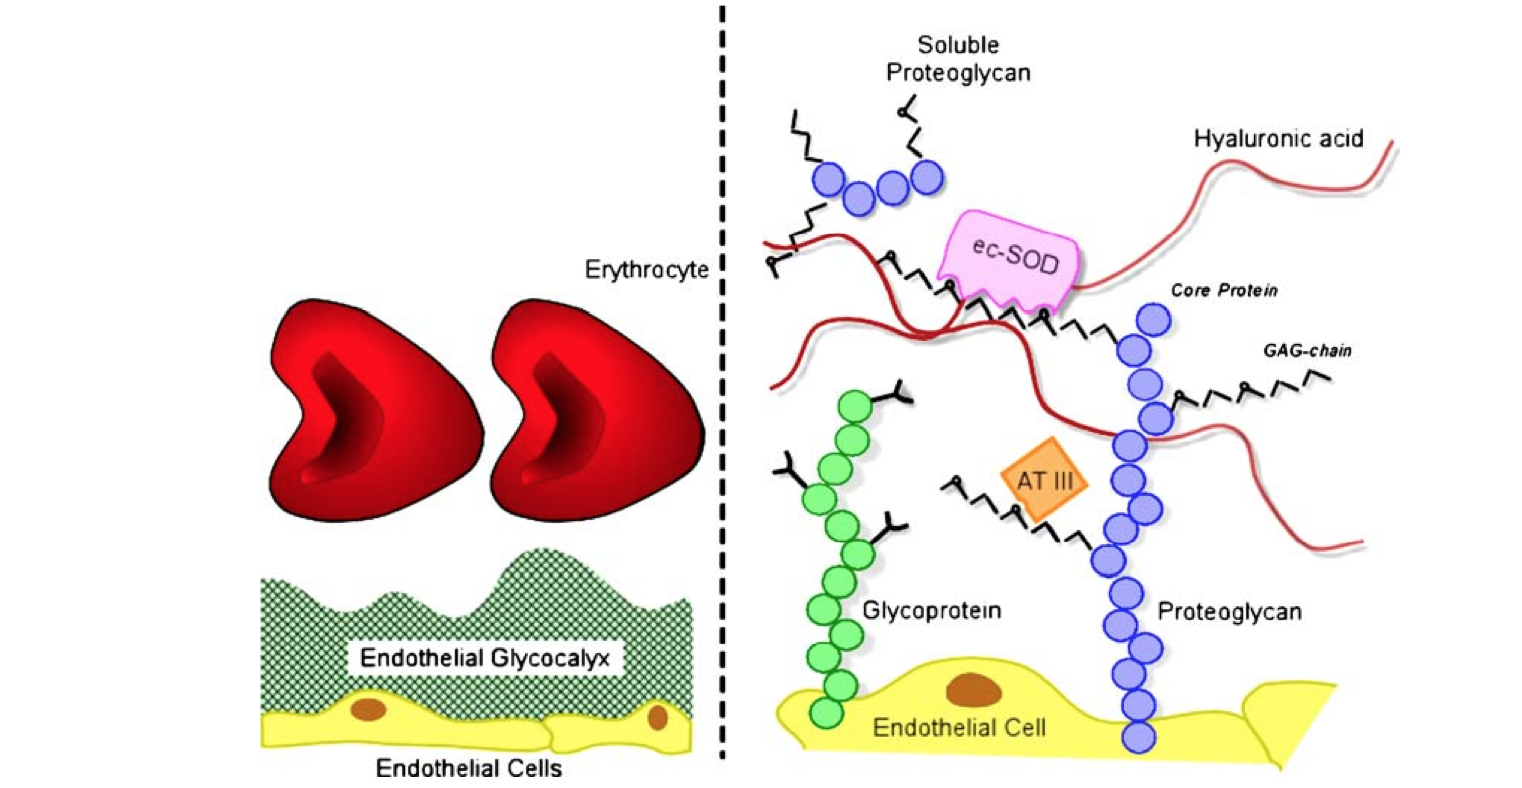 Erythrocyte
Endothelial Glycocalyx
Endothelial Cells
Soluble
Proteoglycan
Hyaluronic acid
ec-SOD
Core Protein
GAG-chain
AT III
Glycoprotein
Proteoglycan
Endothelial Cell